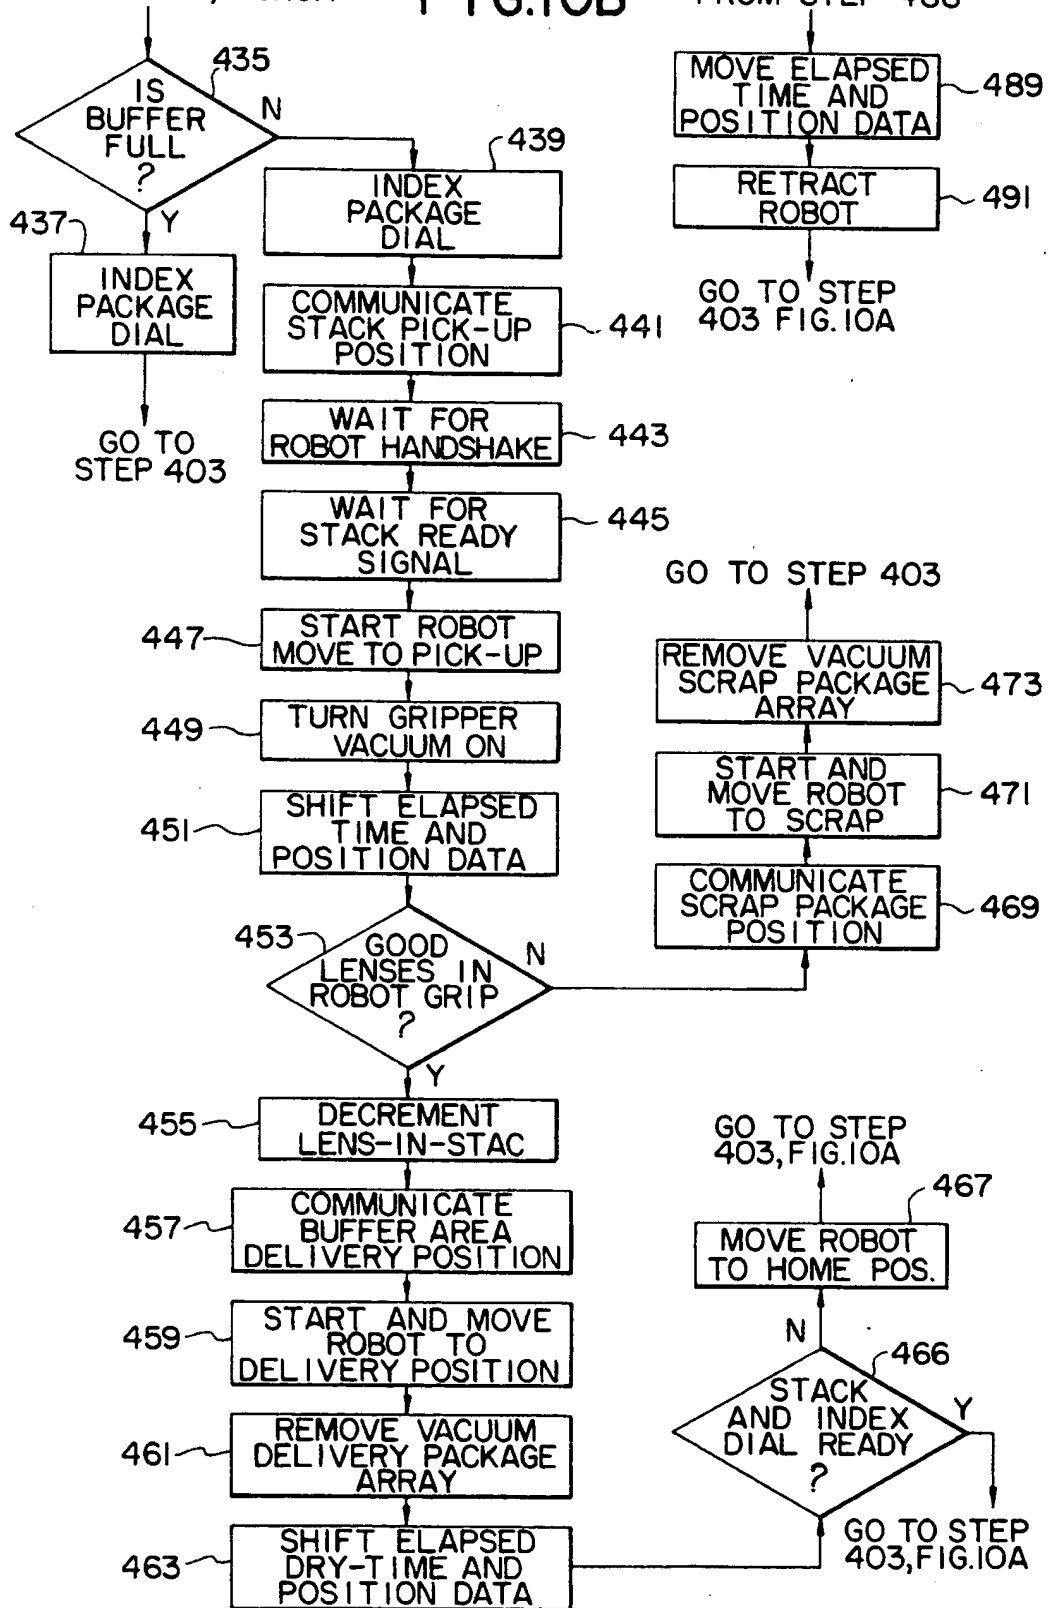 FIG.10B
FROM STEP 488
435
IS
BUFFER
FULL
?
N
Y
437
INDEX
PACKAGE
DIAL
GO TO
STEP 403
439
INDEX
PACKAGE
DIAL
COMMUNICATE
STACK PICK-UP
POSITION
441
WAIT FOR
ROBOT HANDSHAKE
443
WAIT FOR
STACK READY
SIGNAL
445
447
START ROBOT
MOVE TO PICK-UP
449
TURN GRIPPER
VACUUM ON
451
SHIFT ELAPSED
TIME AND
POSITION DATA
453
GOOD
LENSES IN
ROBOT GRIP
?
N
Y
455
DECREMENT
LENS-IN-STAC
457
COMMUNICATE
BUFFER AREA
DELIVERY POSITION
459
START AND MOVE
ROBOT TO
DELIVERY POSITION
461
REMOVE VACUUM
DELIVERY PACKAGE
ARRAY
463
SHIFT ELAPSED
DRY-TIME AND
POSITION DATA
MOVE ELAPSED
TIME AND
POSITION DATA
489
RETRACT
ROBOT
491
GO TO STEP
403 FIG.10A
GO TO STEP 403
REMOVE VACUUM
SCRAP PACKAGE
ARRAY
473
START AND
MOVE ROBOT
TO SCRAP
471
COMMUNICATE
SCRAP PACKAGE
POSITION
469
GO TO STEP
403, FIG.10A
467
MOVE ROBOT
TO HOME POS.
N
466
STACK
AND INDEX
DIAL READY
?
Y
GO TO STEP
403, FIG.10A